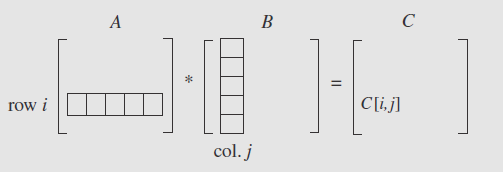 A B C
row i * = C[i,j]
col. j